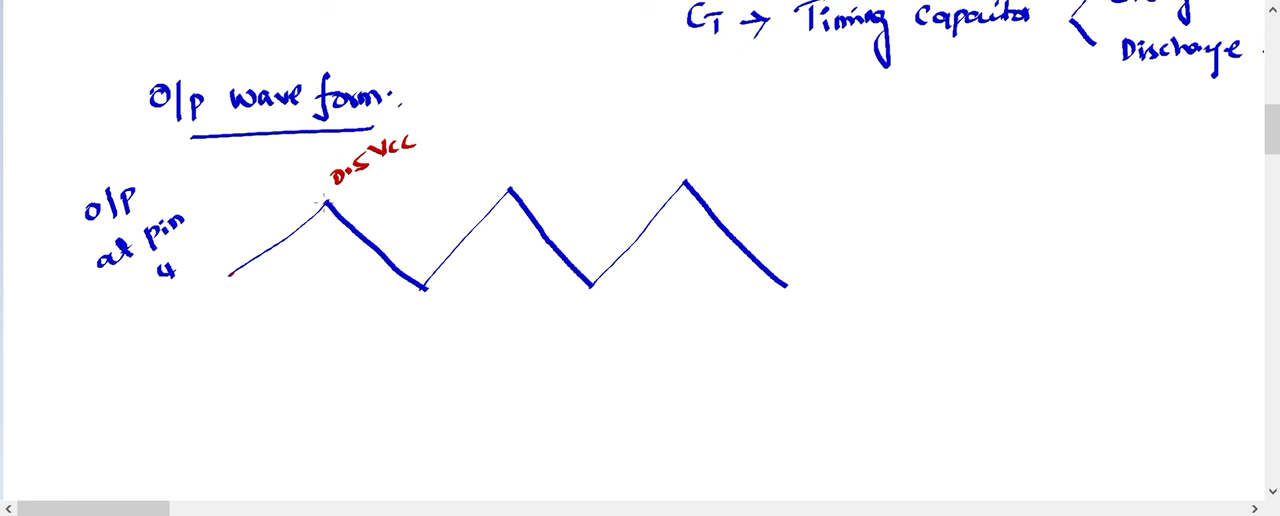 CT → Timing Capacitor
Discharge
O/p wave form.
0.5 Vcc
O/P
at pin
4